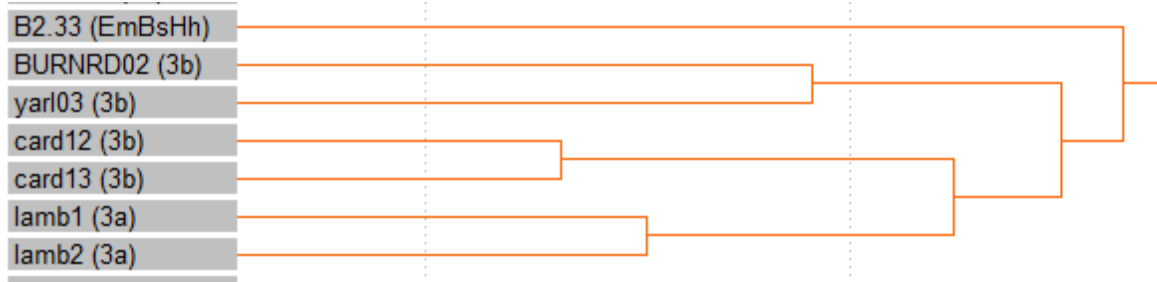 B2.33 (EmBsHh)
BURNRD02 (3b)
yarl03 (3b)
card12 (3b)
card13 (3b)
lamb1 (3a)
lamb2 (3a)